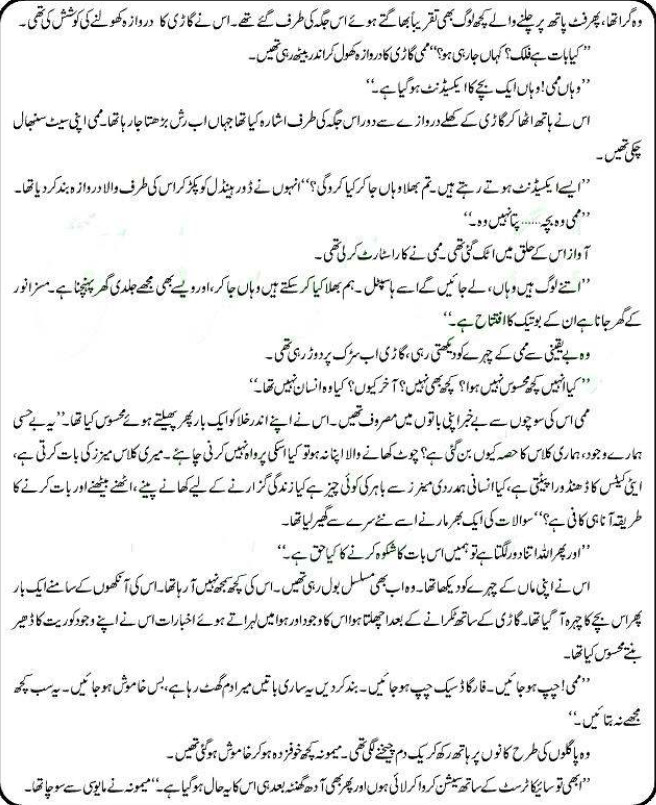 وہ گرا تھا، پھر فٹ پاتھ پر چلنے والے کچھ لوگ بھی تقریباً بھاگتے ہوئے اس جگہ کی طرف گئے تھے۔ اس نے گاڑی کا دروازہ کھولنے کی کوشش کی تھی۔
’’کیا بات ہے فلک؟ کہاں جا رہی ہو؟‘‘ ممی گاڑی کا دروازہ کھول کر اندر بیٹھ رہی تھیں۔
’’وہاں ممی! وہاں ایک بچے کا ایکسیڈنٹ ہو گیا ہے۔‘‘
اس نے ہاتھ اٹھا کر گاڑی کے کھلے دروازے سے دور اس جگہ کی طرف اشارہ کیا تھا جہاں اب رش بڑھتا جا رہا تھا۔ ممی اپنی سیٹ سنبھال
چکی تھیں۔
’’ایسے ایکسیڈنٹ ہوتے رہتے ہیں۔ تم بھلا وہاں جا کر کیا کرو گی؟‘‘ انہوں نے ڈور ہینڈل کو پکڑ کر اس کی طرف والا دروازہ بند کر دیا تھا۔
’’ممی وہ بچہ...... پتا نہیں وہ۔‘‘
آواز اس کے حلق میں اٹک گئی تھی۔ ممی نے کار اسٹارٹ کر لی تھی۔
’’اتنے لوگ ہیں وہاں، لے جائیں گے اسے ہاسپٹل۔ ہم بھلا کیا کر سکتے ہیں وہاں جا کر، اور ویسے بھی مجھے جلدی گھر پہنچنا ہے۔ مسز انور
کے گھر جانا ہے ان کے بوتیک کا افتتاح ہے۔‘‘
وہ بے یقینی سے ممی کے چہرے کو دیکھتی رہی، گاڑی اب سڑک پر دوڑ رہی تھی۔
’’کیا انہیں کچھ محسوس نہیں ہوا؟ کچھ بھی نہیں؟ آخر کیوں؟ کیا وہ انسان نہیں تھا۔‘‘
ممی اس کی سوچوں سے بے خبر اپنی باتوں میں مصروف تھیں۔ اس نے اپنے اندر خلا کو ایک بار پھر پھیلتے ہوئے محسوس کیا تھا۔ ’’یہ بے حسی
ہمارے وجود، ہماری کلاس کا حصہ کیوں بن گئی ہے؟ چوٹ کھانے والا اپنا نہ ہو تو کیا اسکی پرواہ نہیں کرنی چاہئے۔ میری کلاس میزز کی بات کرتی ہے،
ایٹی کیٹس کا ڈھنڈورا پیٹتی ہے، کیا انسانی ہمدردی مینرز سے باہر کی کوئی چیز ہے کیا زندگی گزارنے کے لیے کھانے پینے، اٹھنے بیٹھنے اور بات کرنے کا
طریقہ آنا ہی کافی ہے؟‘‘ سوالات کی ایک بھرمار نے اسے نئے سرے سے گھیر لیا تھا۔
’’اور پھر اللہ اتنا دور لگتا ہے تو ہمیں اس بات کا شکوہ کرنے کا کیا حق ہے۔‘‘
اس نے اپنی ماں کے چہرے کو دیکھا تھا۔ وہ اب بھی مسلسل بول رہی تھیں۔ اس کی کچھ سمجھ نہیں آ رہا تھا۔ اس کی آنکھوں کے سامنے ایک بار
پھر اس بچے کا چہرہ آ گیا تھا۔ گاڑی کے ساتھ ٹکرانے کے بعد اچھلتا ہوا اس کا وجود اور ہوا میں لہراتے ہوئے اخبارات اس نے اپنے وجود کو ریت کا ڈھیر
بنتے محسوس کیا تھا۔
’’ممی! چپ ہو جائیں۔ فار گاڈ سیک چپ ہو جائیں۔ بند کر دیں یہ ساری باتیں میرا دم گھٹ رہا ہے، بس خاموش ہو جائیں۔ یہ سب کچھ
مجھے نہ بتائیں۔‘‘
وہ پاگلوں کی طرح کانوں پر ہاتھ رکھ کر یک دم چیخنے لگی تھی۔ میمونہ کچھ خوفزدہ ہو کر خاموش ہو گئی تھیں۔
’’ابھی تو سائیکاٹرسٹ کے ساتھ سیشن کروا کر لائی ہوں اور پھر بھی آدھ گھنٹہ بعد ہی اس کا یہ حال ہو گیا ہے۔‘‘ میمونہ نے مایوسی سے سوچا تھا۔